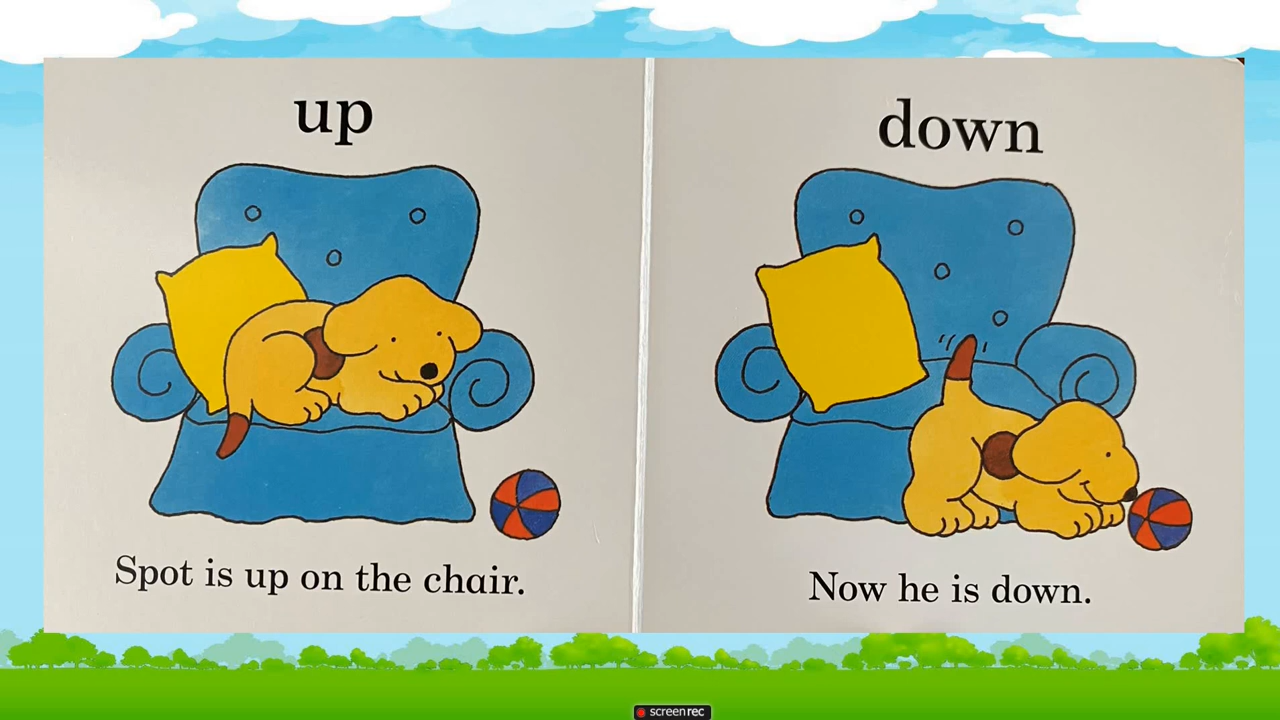 up
Spot is up on the chair.
down
Now he is down.
screenrec